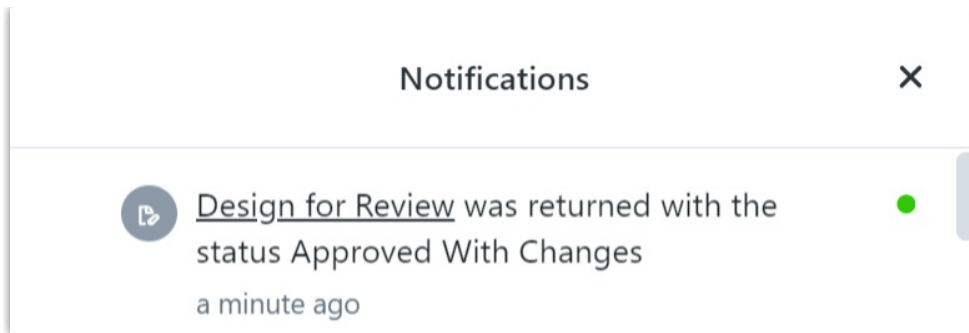 Notifications
Design for Review was returned with the
status Approved With Changes
a minute ago